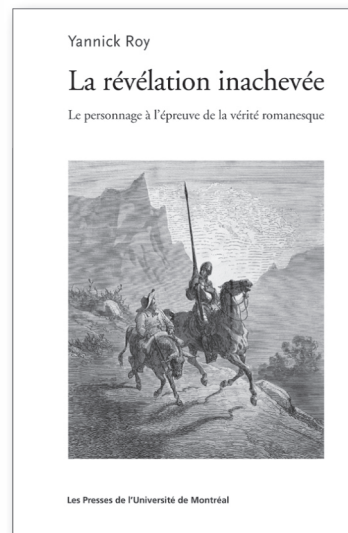 Yannick Roy
La révélation inachevée
Le personnage à l'épreuve de la vérité romanesque
Les Presses de l'Université de Montréal